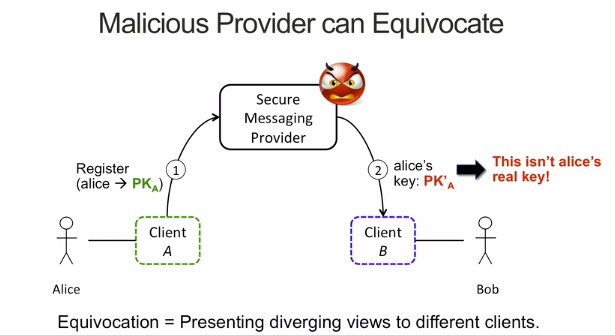 Malicious Provider can Equivocate
Secure
Messaging
Provider
Register
(alice → PKA)
1
2
alice's
key: PK'A
This isn't alice's
real key!
Client
A
Client
B
Alice
Bob
Equivocation = Presenting diverging views to different clients.